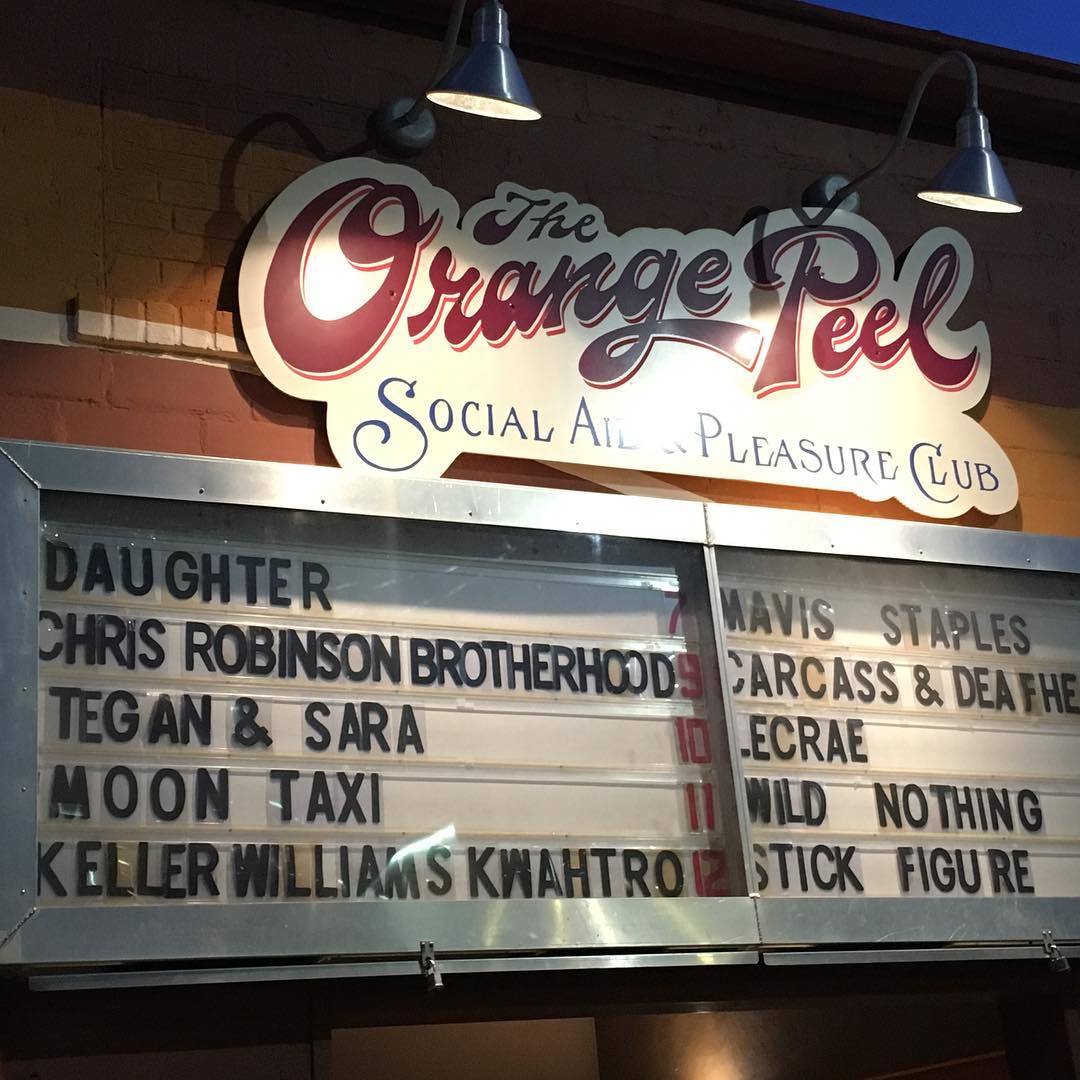 The
Orange Peel
SOCIAL AID & PLEASURE CLUB
DAUGHTER
CHRIS ROBINSON BROTHERHOOD
TEGAN & SARA
MOON TAXI
KELLER WILLIAMS KWAHTRO
7 MAVIS STAPLES
9 CARCASS & DEAFHE
10 LECRAE
11 WILD NOTHING
12 STICK FIGURE